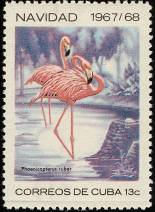 NAVIDAD 1967/68
Phoenicopterus ruber
CORREOS DE CUBA 13c